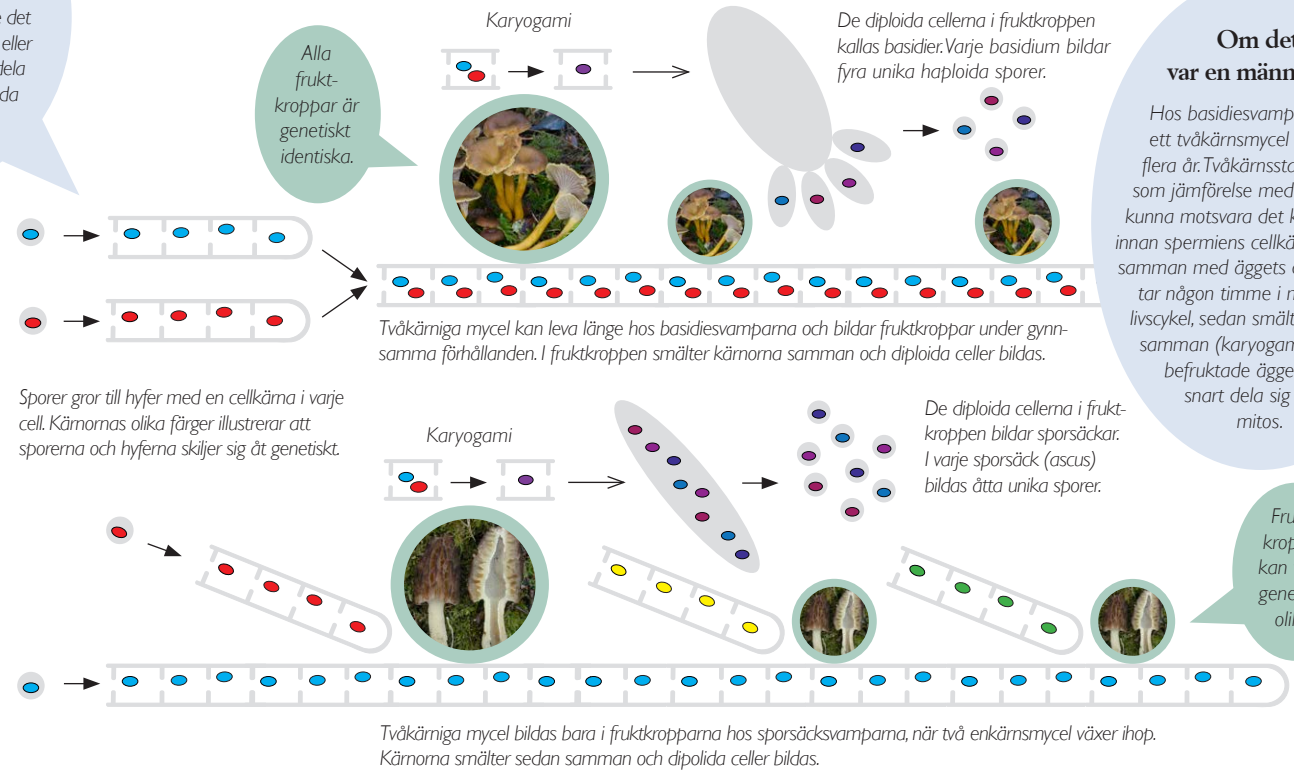 det
eller
dela
da
Alla
frukt-
kroppar är
genetiskt
identiska.
Karyogami
De diploida cellerna i fruktkroppen
kallas basidier. Varje basidium bildar
fyra unika haploida sporer.
Om det
var en männ
Hos basidiesvamp
ett tvåkärnsmycel
flera år. Tvåkärnssta
som jämförelse med
kunna motsvara det k
innan spermiens cellkä
samman med äggets
tar någon timme i
livscykel, sedan smält
samman (karyogam
befruktade ägge
snart dela sig
mitos.
Tvåkärniga mycel kan leva länge hos basidiesvamparna och bildar fruktkroppar under gynn-
samma förhållanden. I fruktkroppen smälter kärnorna samman och diploida celler bildas.
Sporer gror till hyfer med en cellkärna i varje
cell. Kärnornas olika färger illustrerar att
sporerna och hyferna skiljer sig åt genetiskt.
Karyogami
De diploida cellerna i frukt-
kroppen bildar sporsäckar.
I varje sporsäck (ascus)
bildas åtta unika sporer.
Fru
krop
kan
gene
oli
Tvåkärniga mycel bildas bara i fruktkropparna hos sporsäcksvamparna, när två enkärnsmycel växer ihop.
Kärnorna smälter sedan samman och dipolida celler bildas.